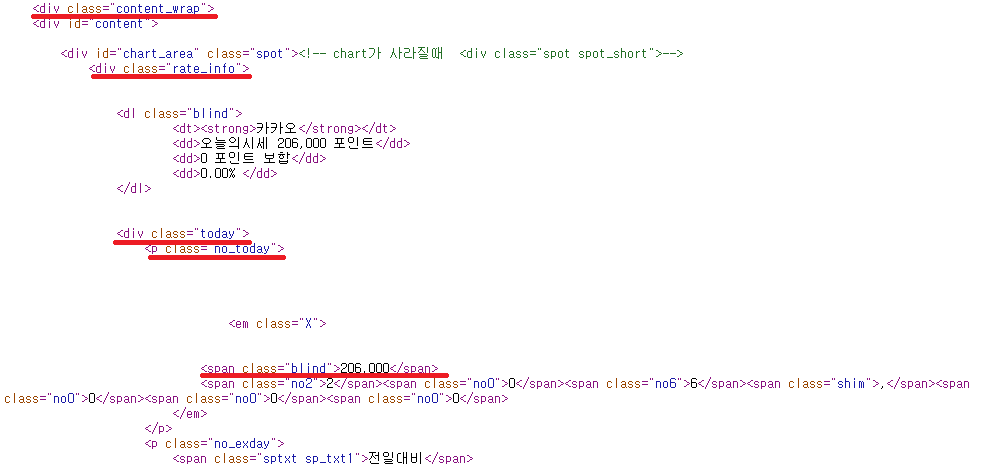 <div class="content_wrap">
<div id="content">
<div id="chart_area" class="spot"><!-- chart가 사라질때  <div class="spot spot_short">-->
<div class="rate_info">
<dl class="blind">
<dt><strong>카카오</strong></dt>
<dd>오늘의시세 206,000 포인트</dd>
<dd>0 포인트 보합</dd>
<dd>0.00% </dd>
</dl>
<div class="today">
<p class="no_today">
<em class="X">
<span class="blind">206,000</span>
<span class="no2">2</span><span class="no0">0</span><span class="no6">6</span><span class="shim">,</span><span
class="no0">0</span><span class="no0">0</span><span class="no0">0</span>
</em>
</p>
<p class="no_exday">
<span class="sptxt sp_txt1">전일대비</span>